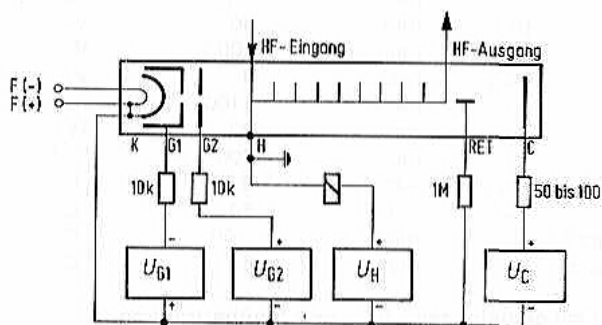 HF-Eingang HF-Ausgang
F(-)
F(+)
K G1 G2 H RET C
10k 10k 1M 50 bis 100
- + + +
U_G1 U_G2 U_H U_C
+ - - -